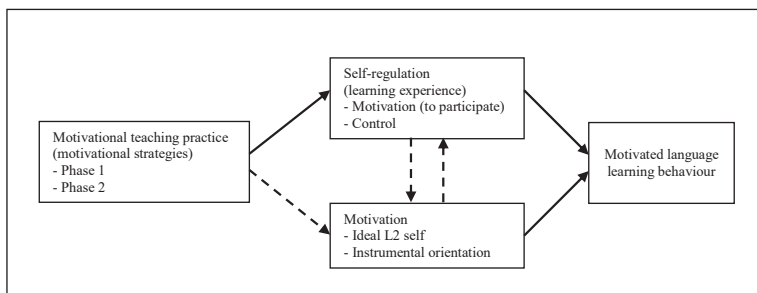 Self-regulation
(learning experience)
- Motivation (to participate)
- Control
Motivational teaching practice
(motivational strategies)
- Phase 1
- Phase 2
Motivated language
learning behaviour
Motivation
- Ideal L2 self
- Instrumental orientation